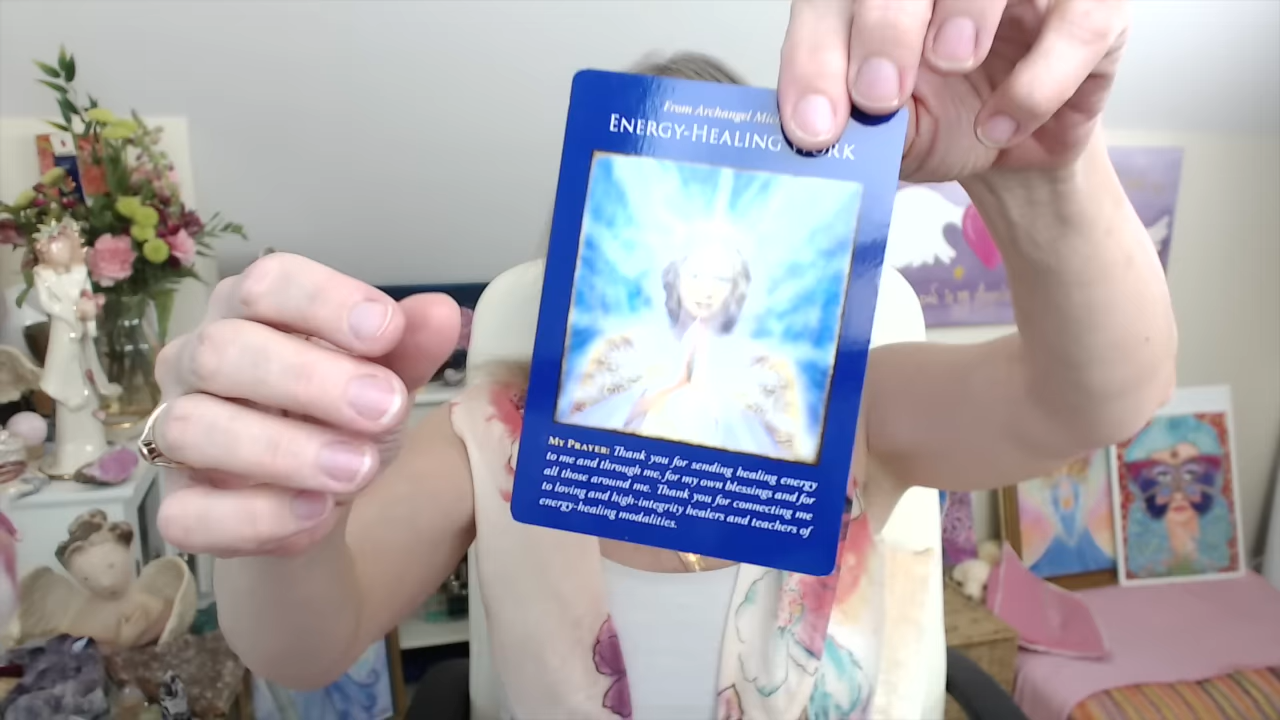 From Archangel
ENERGY-HEALING
MY PRAYER: Thank you for sending healing energy
to me and through me, for my own blessings and for
all those around me. Thank you for connecting me
to loving and high-integrity healers and teachers of
energy-healing modalities.